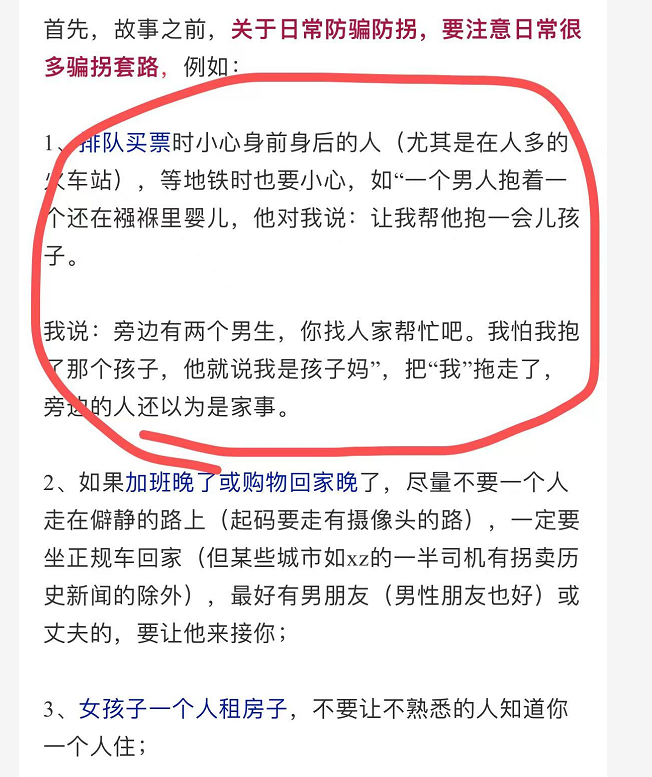 首先，故事之前，关于日常防骗防拐，要注意日常很
多骗拐套路，例如：
1、排队买票时小心身前身后的人（尤其是在人多的
火车站），等地铁时也要小心，如“一个男人抱着一
个还在襁褓里婴儿，他对我说：让我帮他抱一会儿孩
子。
我说：旁边有两个男生，你找人家帮忙吧。我怕我抱
了那个孩子，他就说我是孩子妈”，把“我”拖走了，
旁边的人还以为是家事。
2、如果加班晚了或购物回家晚了，尽量不要一个人
走在僻静的路上（起码要走有摄像头的路），一定要
坐正规车回家（但某些城市如xz的一半司机有拐卖历
史新闻的除外），最好有男朋友（男性朋友也好）或
丈夫的，要让他来接你；
3、女孩子一个人租房子，不要让不熟悉的人知道你
一个人住；